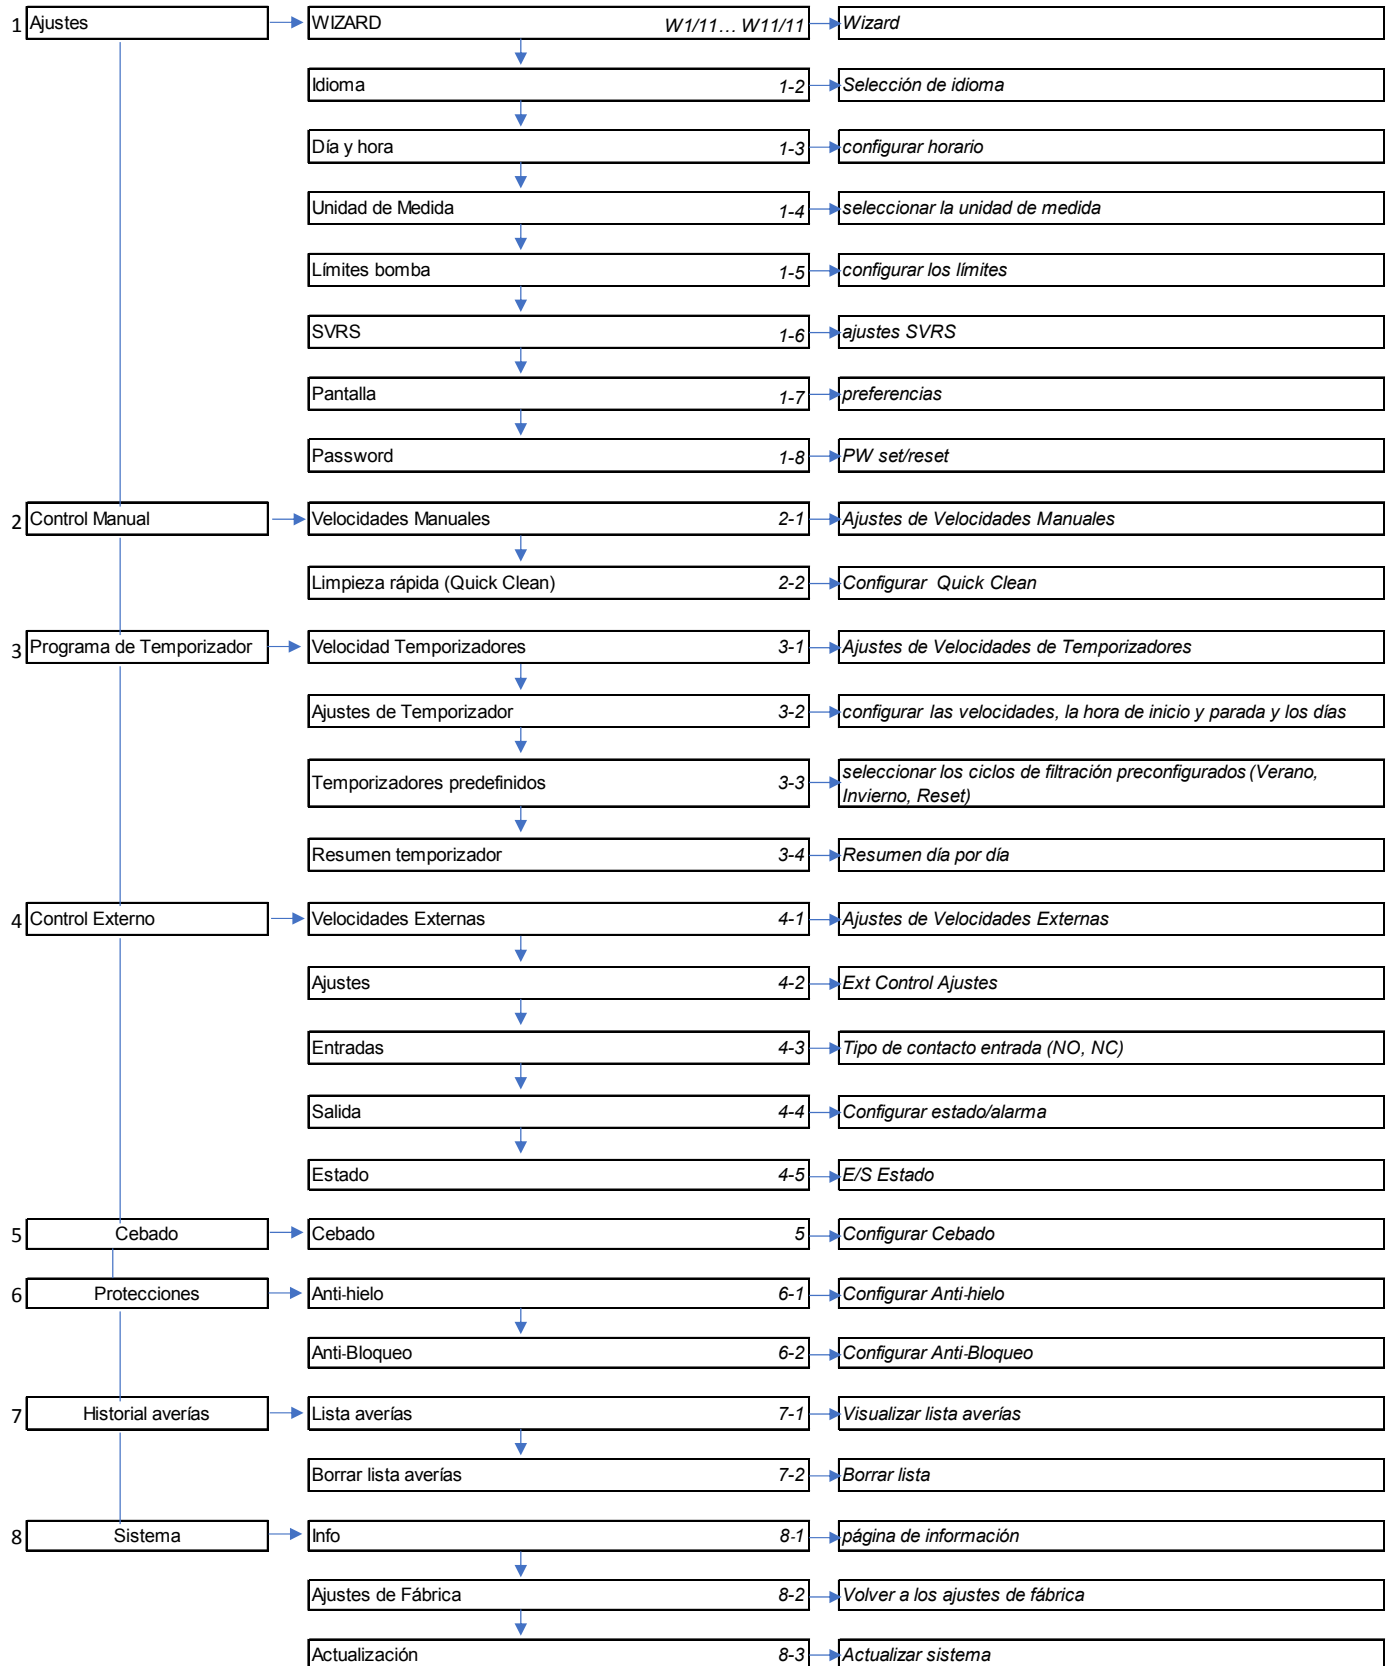 1 Ajustes WIZARD W1/11… W11/11 Wizard
Idioma 1-2 Selección de idioma
Día y hora 1-3 configurar horario
Unidad de Medida 1-4 seleccionar la unidad de medida
Límites bomba 1-5 configurar los límites
SVRS 1-6 ajustes SVRS
Pantalla 1-7 preferencias
Password 1-8 PW set/reset
2 Control Manual Velocidades Manuales 2-1 Ajustes de Velocidades Manuales
Limpieza rápida (Quick Clean) 2-2 Configurar Quick Clean
3 Programa de Temporizador Velocidad Temporizadores 3-1 Ajustes de Velocidades de Temporizadores
Ajustes de Temporizador 3-2 configurar las velocidades, la hora de inicio y parada y los días
Temporizadores predefinidos 3-3 seleccionar los ciclos de filtración preconfigurados (Verano,
Invierno, Reset)
Resumen temporizador 3-4 Resumen día por día
4 Control Externo Velocidades Externas 4-1 Ajustes de Velocidades Externas
Ajustes 4-2 Ext Control Ajustes
Entradas 4-3 Tipo de contacto entrada (NO, NC)
Salida 4-4 Configurar estado/alarma
Estado 4-5 E/S Estado
5 Cebado Cebado 5 Configurar Cebado
6 Protecciones Anti-hielo 6-1 Configurar Anti-hielo
Anti-Bloqueo 6-2 Configurar Anti-Bloqueo
7 Historial averías Lista averías 7-1 Visualizar lista averías
Borrar lista averías 7-2 Borrar lista
8 Sistema Info 8-1 página de información
Ajustes de Fábrica 8-2 Volver a los ajustes de fábrica
Actualización 8-3 Actualizar sistema